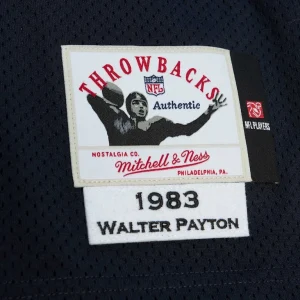 THROWBACKS
NFL
Authentic
NFL PLAYERS
NOSTALGIA CO.
Mitchell & Ness
PHILADELPHIA, PA.
1983
WALTER PAYTON